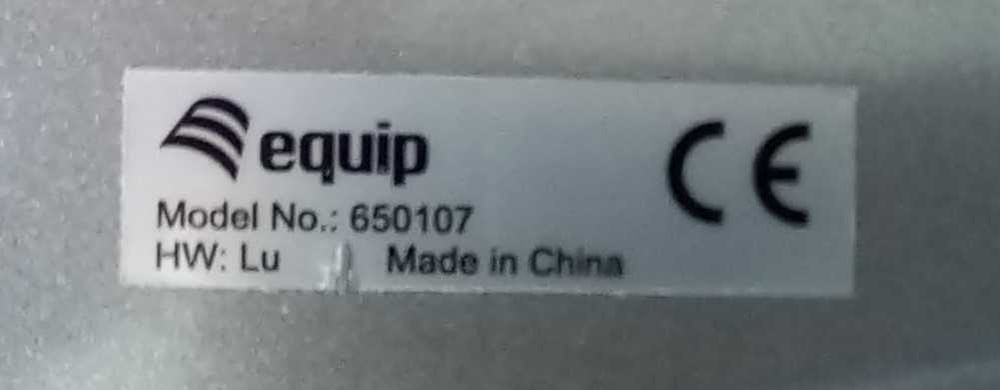 equip
CE
Model No.: 650107
HW: Lu
Made in China